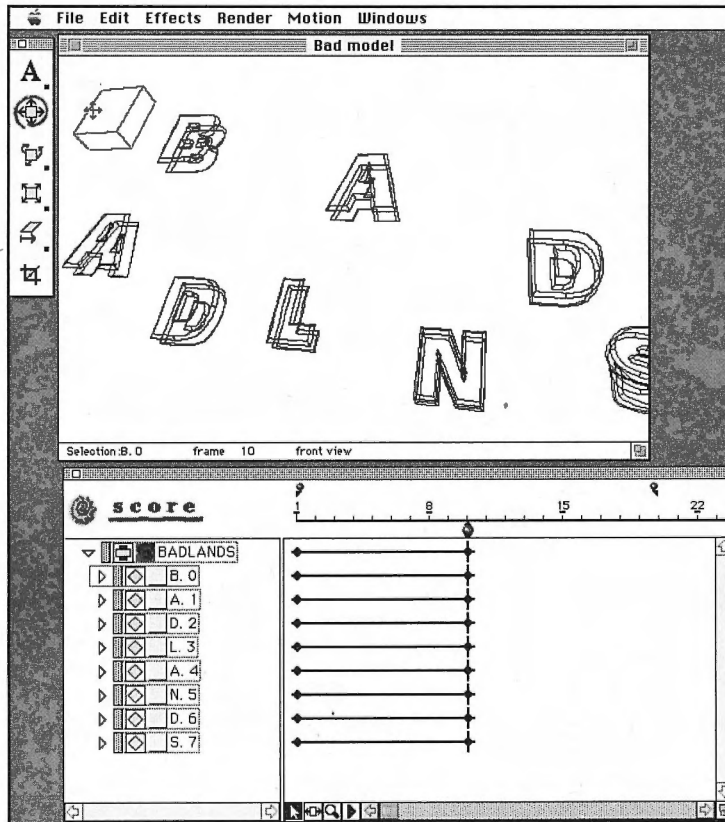 File Edit Effects Render Motion Windows
Bad model
A
B
A
A
D
D
L
N
S
Selection:B. 0 frame 10 front view
@ score
1 8 15 22
BADLANDS
B. 0
A. 1
D. 2
L. 3
A. 4
N. 5
D. 6
S. 7